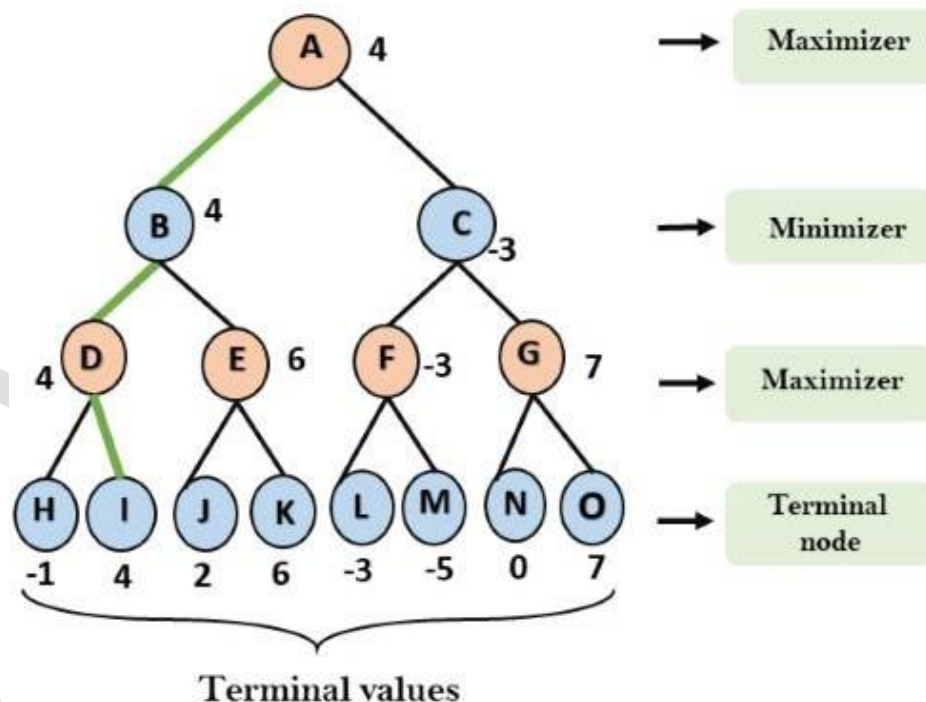 A 4 Maximizer
B 4 C -3 Minimizer
D 4 E 6 F -3 G 7 Maximizer
H I J K L M N O Terminal
node
-1 4 2 6 -3 -5 0 7
Terminal values